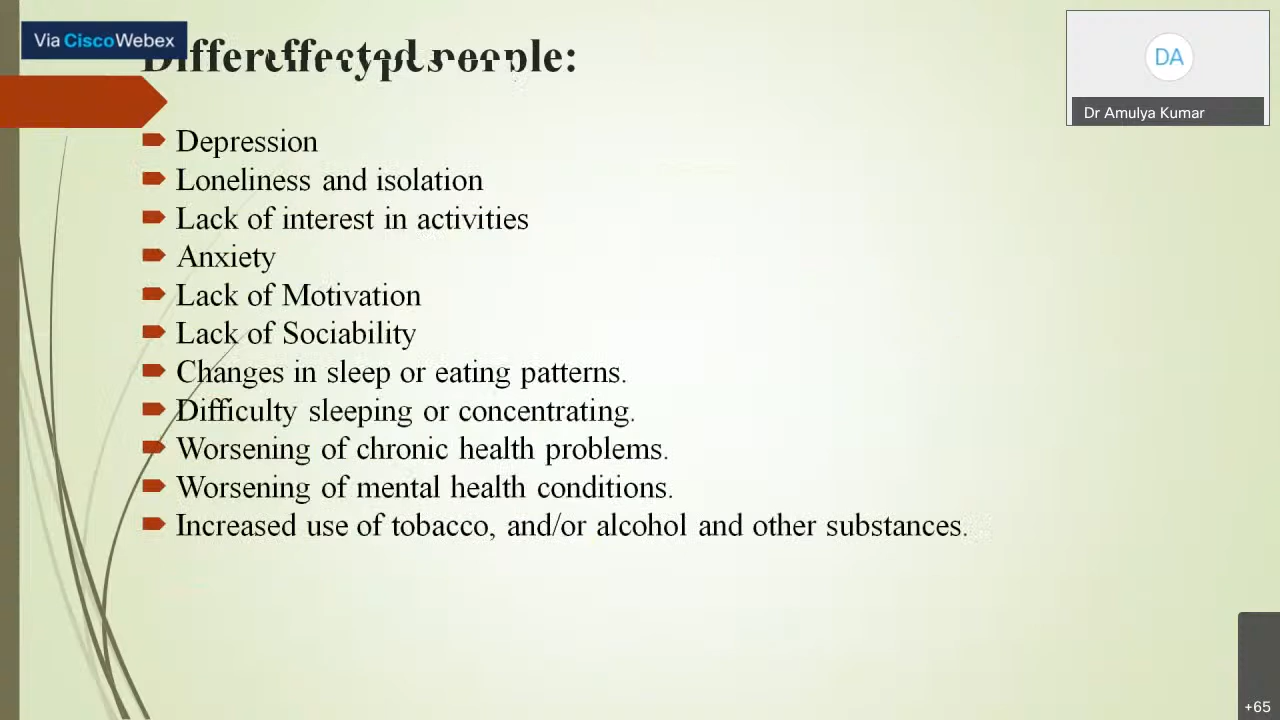 Via CiscoWebex
people:
DA
Dr Amulya Kumar
Depression
Loneliness and isolation
Lack of interest in activities
Anxiety
Lack of Motivation
Lack of Sociability
Changes in sleep or eating patterns.
Difficulty sleeping or concentrating.
Worsening of chronic health problems.
Worsening of mental health conditions.
Increased use of tobacco, and/or alcohol and other substances.
+65